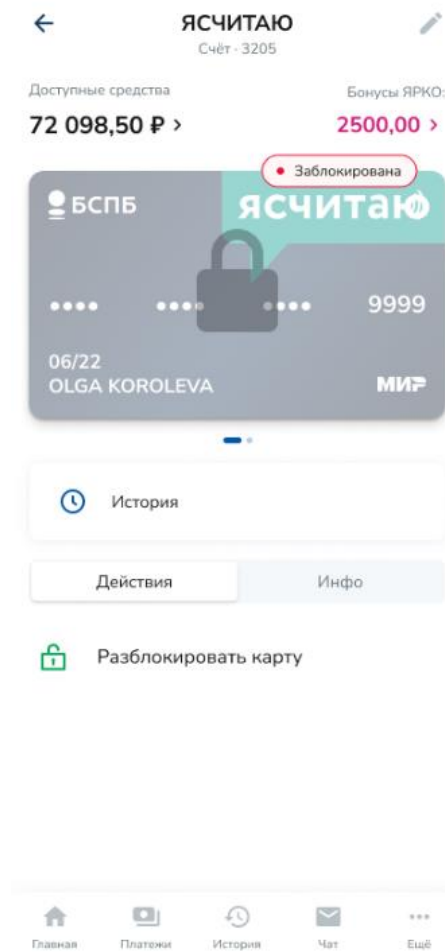 ЯСЧИТАЮ
Счёт · 3205
Доступные средства
Бонусы ЯРКО:
72 098,50 ₽ >
2500,00 >
Заблокирована
БСПБ
ясчитаю
•••• •••• •••• 9999
06/22
OLGA KOROLEVA
МИР
История
Действия
Инфо
Разблокировать карту
Главная
Платежи
История
Чат
Ещё